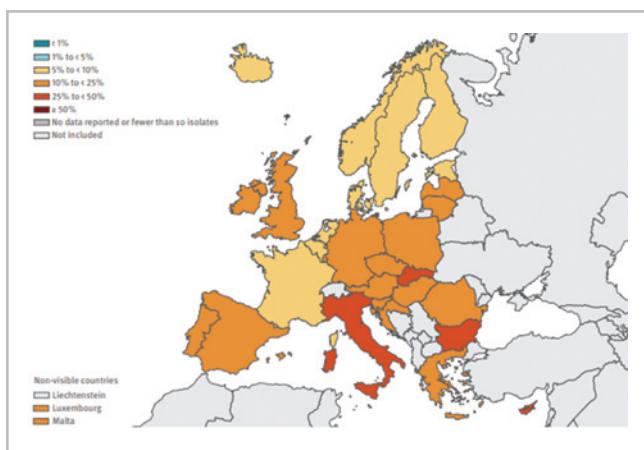 < 1%
1% to < 5%
5% to < 10%
10% to < 25%
25% to < 50%
≥ 50%
No data reported or fewer than 10 isolates
Not included
Non-visible countries
Liechtenstein
Luxembourg
Malta